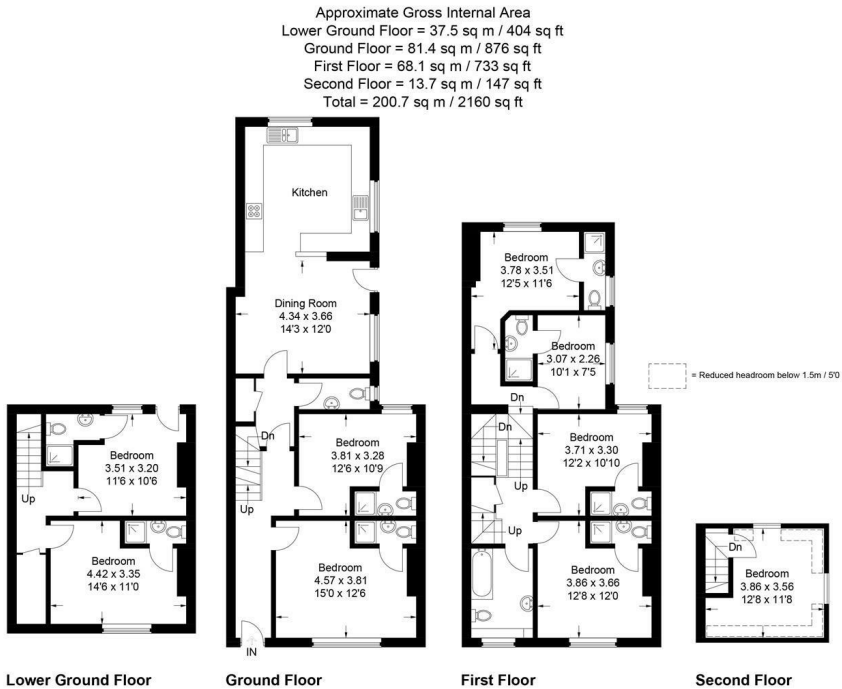 Approximate Gross Internal Area
Lower Ground Floor = 37.5 sq m / 404 sq ft
Ground Floor = 81.4 sq m / 876 sq ft
First Floor = 68.1 sq m / 733 sq ft
Second Floor = 13.7 sq m / 147 sq ft
Total = 200.7 sq m / 2160 sq ft
Bedroom
3.51 x 3.20
11'6 x 10'6
Up
Bedroom
4.42 x 3.35
14'6 x 11'0
Lower Ground Floor
Kitchen
Dining Room
4.34 x 3.66
14'3 x 12'0
Dn
Bedroom
3.81 x 3.28
12'6 x 10'9
Up
Bedroom
4.57 x 3.81
15'0 x 12'6
IN
Ground Floor
Bedroom
3.78 x 3.51
12'5 x 11'6
Bedroom
3.07 x 2.26
10'1 x 7'5
Dn
Dn
Bedroom
3.71 x 3.30
12'2 x 10'10
Up
Up
Bedroom
3.86 x 3.66
12'8 x 12'0
First Floor
= Reduced headroom below 1.5m / 5'0
Dn
Bedroom
3.86 x 3.56
12'8 x 11'8
Second Floor